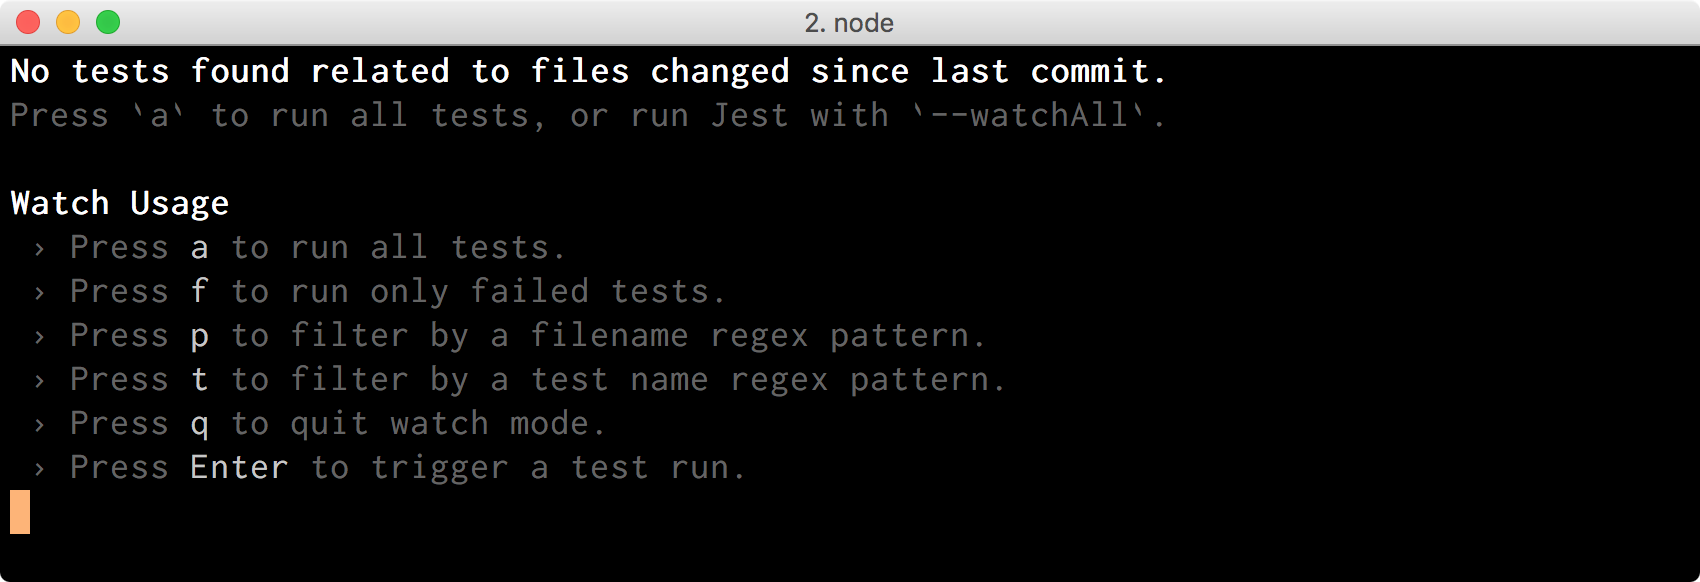 2. node
No tests found related to files changed since last commit.
Press `a` to run all tests, or run Jest with `--watchAll`.
Watch Usage
› Press a to run all tests.
› Press f to run only failed tests.
› Press p to filter by a filename regex pattern.
› Press t to filter by a test name regex pattern.
› Press q to quit watch mode.
› Press Enter to trigger a test run.